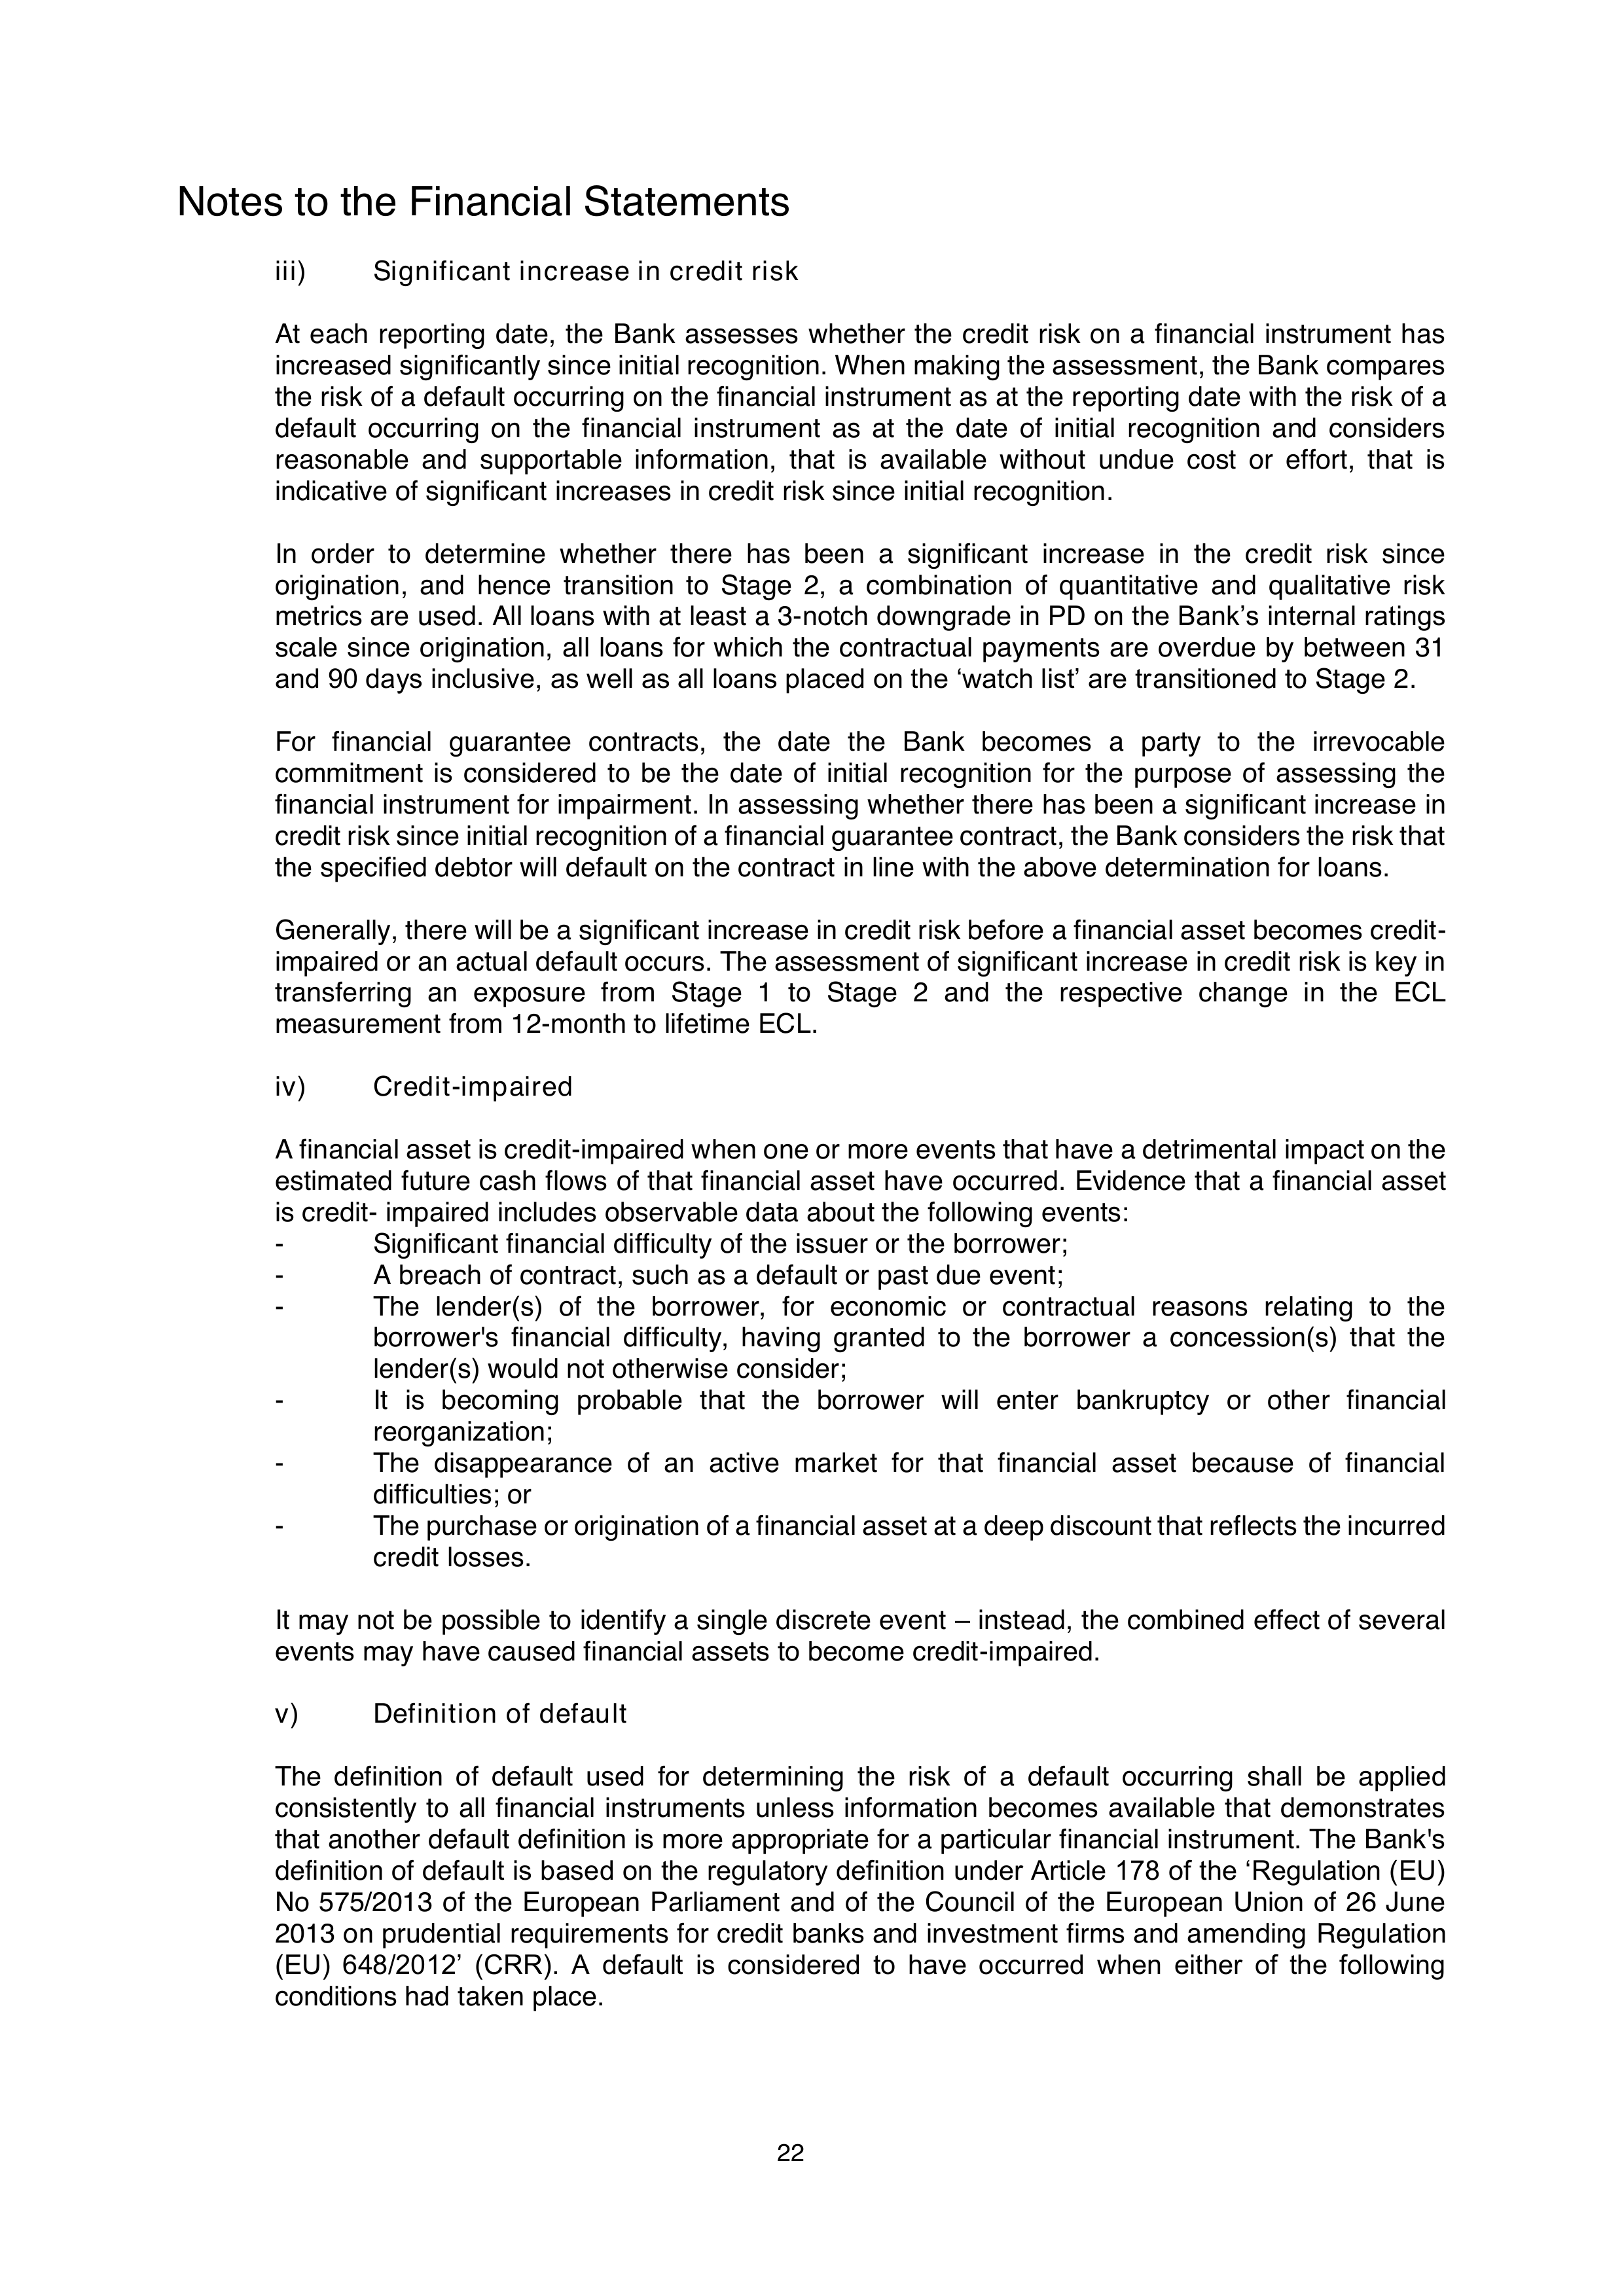 Notes to the Financial Statements
iii) Significant increase in credit risk
At each reporting date, the Bank assesses whether the credit risk on a financial instrument has
increased significantly since initial recognition. When making the assessment, the Bank compares
the risk of a default occurring on the financial instrument as at the reporting date with the risk of a
default occurring on the financial instrument as at the date of initial recognition and considers
reasonable and supportable information, that is available without undue cost or effort, that is
indicative of significant increases in credit risk since initial recognition.
In order to determine whether there has been a significant increase in the credit risk since
origination, and hence transition to Stage 2, a combination of quantitative and qualitative risk
metrics are used. All loans with at least a 3-notch downgrade in PD on the Bank’s internal ratings
scale since origination, all loans for which the contractual payments are overdue by between 31
and 90 days inclusive, as well as all loans placed on the ‘watch list’ are transitioned to Stage 2.
For financial guarantee contracts, the date the Bank becomes a party to the irrevocable
commitment is considered to be the date of initial recognition for the purpose of assessing the
financial instrument for impairment. In assessing whether there has been a significant increase in
credit risk since initial recognition of a financial guarantee contract, the Bank considers the risk that
the specified debtor will default on the contract in line with the above determination for loans.
Generally, there will be a significant increase in credit risk before a financial asset becomes credit-
impaired or an actual default occurs. The assessment of significant increase in credit risk is key in
transferring an exposure from Stage 1 to Stage 2 and the respective change in the ECL
measurement from 12-month to lifetime ECL.
iv) Credit-impaired
A financial asset is credit-impaired when one or more events that have a detrimental impact on the
estimated future cash flows of that financial asset have occurred. Evidence that a financial asset
is credit- impaired includes observable data about the following events:
- Significant financial difficulty of the issuer or the borrower;
- A breach of contract, such as a default or past due event;
- The lender(s) of the borrower, for economic or contractual reasons relating to the
borrower's financial difficulty, having granted to the borrower a concession(s) that the
lender(s) would not otherwise consider;
- It is becoming probable that the borrower will enter bankruptcy or other financial
reorganization;
- The disappearance of an active market for that financial asset because of financial
difficulties; or
- The purchase or origination of a financial asset at a deep discount that reflects the incurred
credit losses.
It may not be possible to identify a single discrete event – instead, the combined effect of several
events may have caused financial assets to become credit-impaired.
v) Definition of default
The definition of default used for determining the risk of a default occurring shall be applied
consistently to all financial instruments unless information becomes available that demonstrates
that another default definition is more appropriate for a particular financial instrument. The Bank's
definition of default is based on the regulatory definition under Article 178 of the ‘Regulation (EU)
No 575/2013 of the European Parliament and of the Council of the European Union of 26 June
2013 on prudential requirements for credit banks and investment firms and amending Regulation
(EU) 648/2012’ (CRR). A default is considered to have occurred when either of the following
conditions had taken place.
22